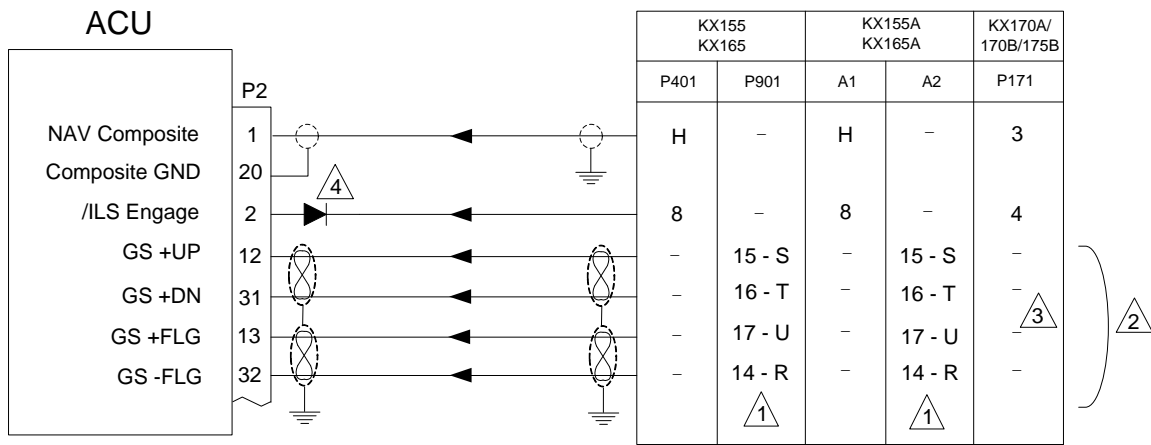 ACU
KX155 KX155A KX170A/
KX165 KX165A 170B/175B
P2 P401 P901 A1 A2 P171
NAV Composite 1 H – H – 3
Composite GND 20
4
/ILS Engage 2 8 – 8 – 4
GS +UP 12 – 15 - S – 15 - S –
GS +DN 31 – 16 - T – 16 - T –
3 2
GS +FLG 13 – 17 - U – 17 - U –
GS -FLG 32 – 14 - R – 14 - R –
1 1